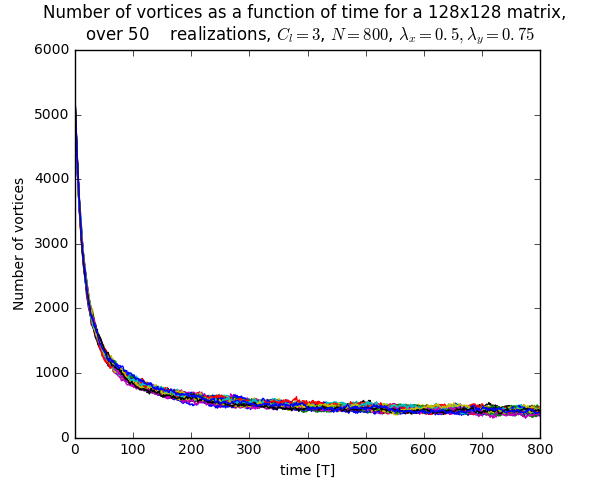 Number of vortices as a function of time for a 128x128 matrix,
over 50    realizations, C_l = 3, N = 800, λ_x = 0.5, λ_y = 0.75
6000
5000
4000
3000
2000
1000
0
Number of vortices
0 100 200 300 400 500 600 700 800
time [T]